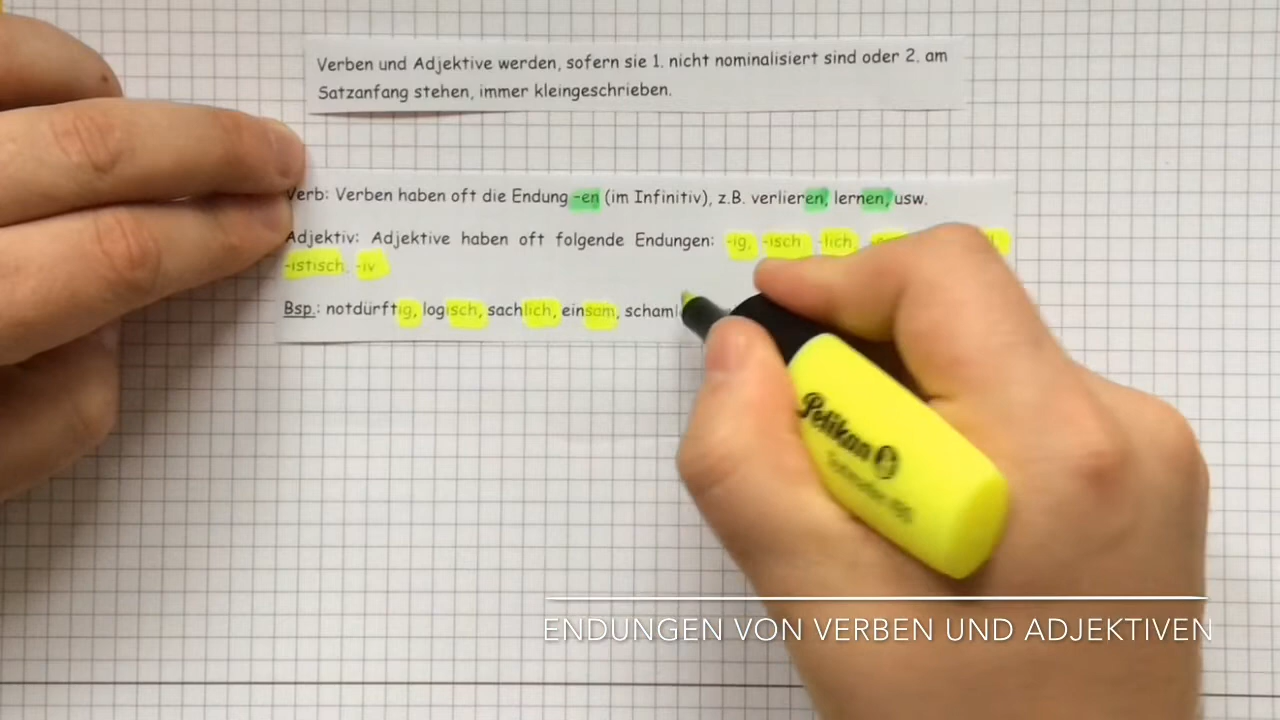 Verben und Adjektive werden, sofern sie 1. nicht nominalisiert sind oder 2. am
Satzanfang stehen, immer kleingeschrieben.
Verb: Verben haben oft die Endung -en (im Infinitiv), z.B. verlieren, lernen, usw.
Adjektiv: Adjektive haben oft folgende Endungen: -ig, -isch -lich
-istisch, -iv
Bsp.: notdürftig, logisch, sachlich, einsam, scham
Pelikan
ENDUNGEN VON VERBEN UND ADJEKTIVEN